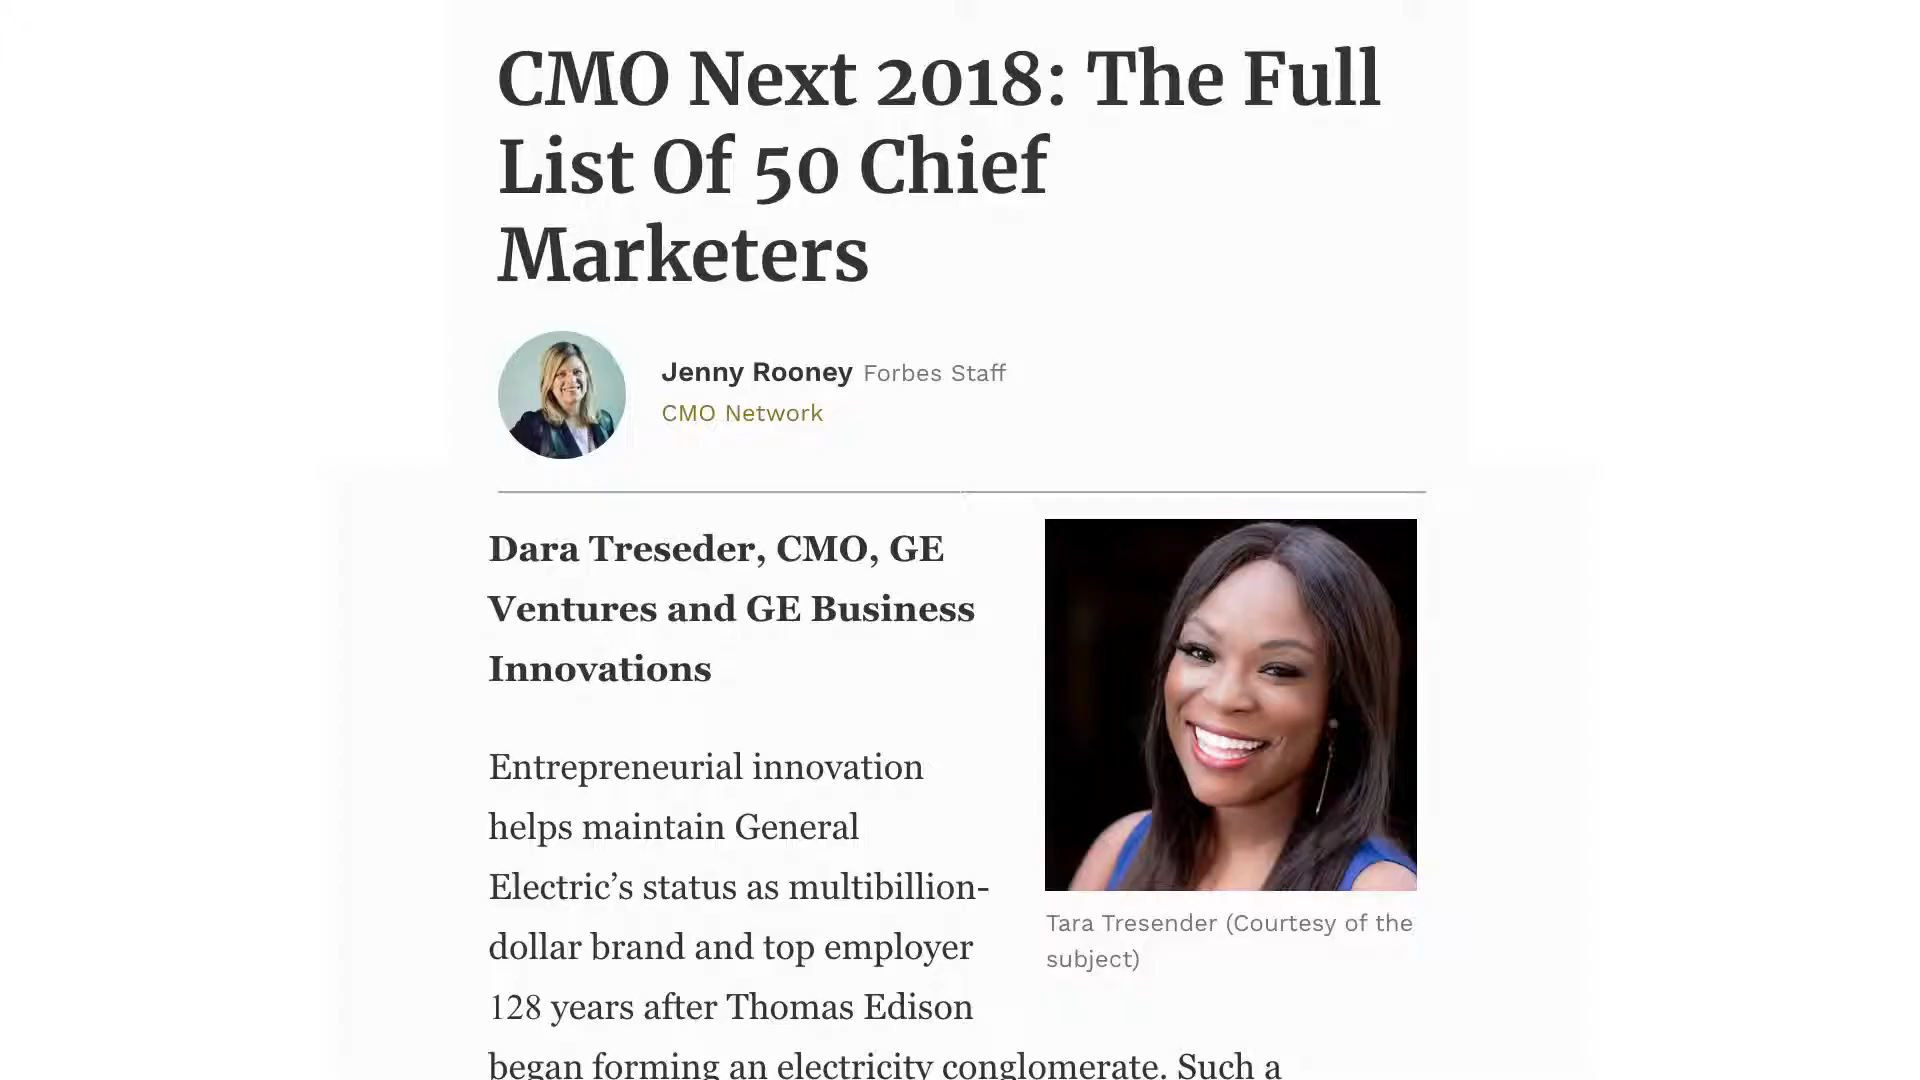 CMO Next 2018: The Full
List Of 50 Chief
Marketers
Jenny Rooney Forbes Staff
CMO Network
Dara Treseder, CMO, GE
Ventures and GE Business
Innovations
Entrepreneurial innovation
helps maintain General
Electric’s status as multibillion-
dollar brand and top employer
128 years after Thomas Edison
began forming an electricity conglomerate. Such a
Tara Tresender (Courtesy of the
subject)